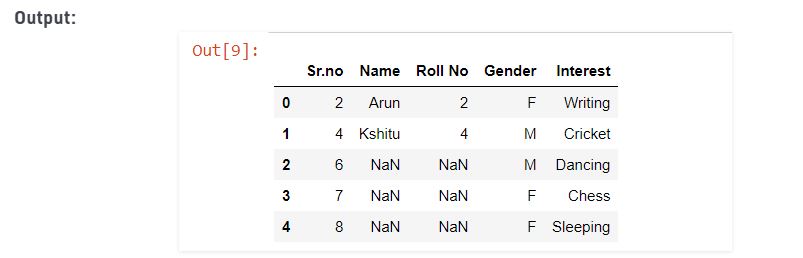 Output:
Out[9]:
Sr.no Name Roll No Gender Interest
0 2 Arun 2 F Writing
1 4 Kshitu 4 M Cricket
2 6 NaN NaN M Dancing
3 7 NaN NaN F Chess
4 8 NaN NaN F Sleeping